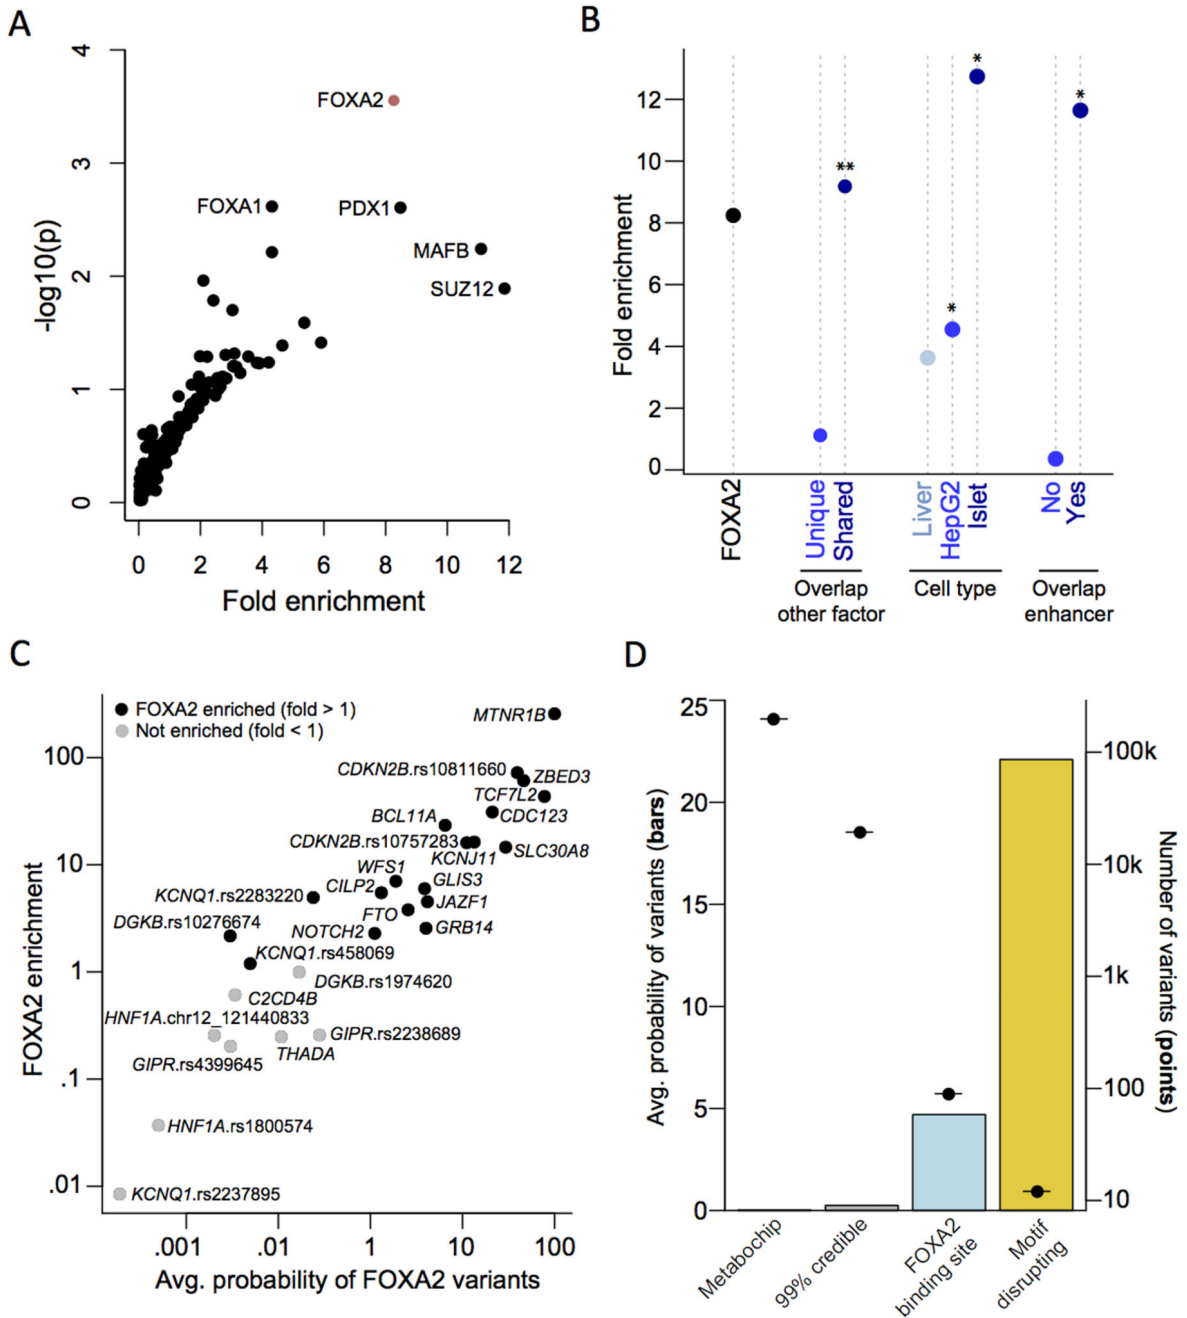 A
4
3
2
1
0
-log10(p)
FOXA2
FOXA1
PDX1
MAFB
SUZ12
0 2 4 6 8 10 12
Fold enrichment
B
12
10
8
6
4
2
0
Fold enrichment
**
*
*
*
FOXA2
Unique
Shared
Liver
HepG2
Islet
No
Yes
Overlap
other factor
Cell type
Overlap
enhancer
C
FOXA2 enriched (fold > 1)
Not enriched (fold < 1)
100
10
1
.1
.01
FOXA2 enrichment
MTNR1B
CDKN2B.rs10811660
ZBED3
TCF7L2
CDC123
BCL11A
CDKN2B.rs10757283
KCNJ11
SLC30A8
WFS1
CILP2
GLIS3
JAZF1
KCNQ1.rs2283220
FTO
GRB14
DGKB.rs10276674
NOTCH2
KCNQ1.rs458069
DGKB.rs1974620
C2CD4B
HNF1A.chr12_121440833
GIPR.rs2238689
THADA
GIPR.rs4399645
HNF1A.rs1800574
KCNQ1.rs2237895
.001 .01 1 10 100
Avg. probability of FOXA2 variants
D
25
20
15
10
5
0
Avg. probability of variants (bars)
100k
10k
1k
100
10
Number of variants (points)
Metabochip
99% credible
FOXA2
binding site
Motif
disrupting